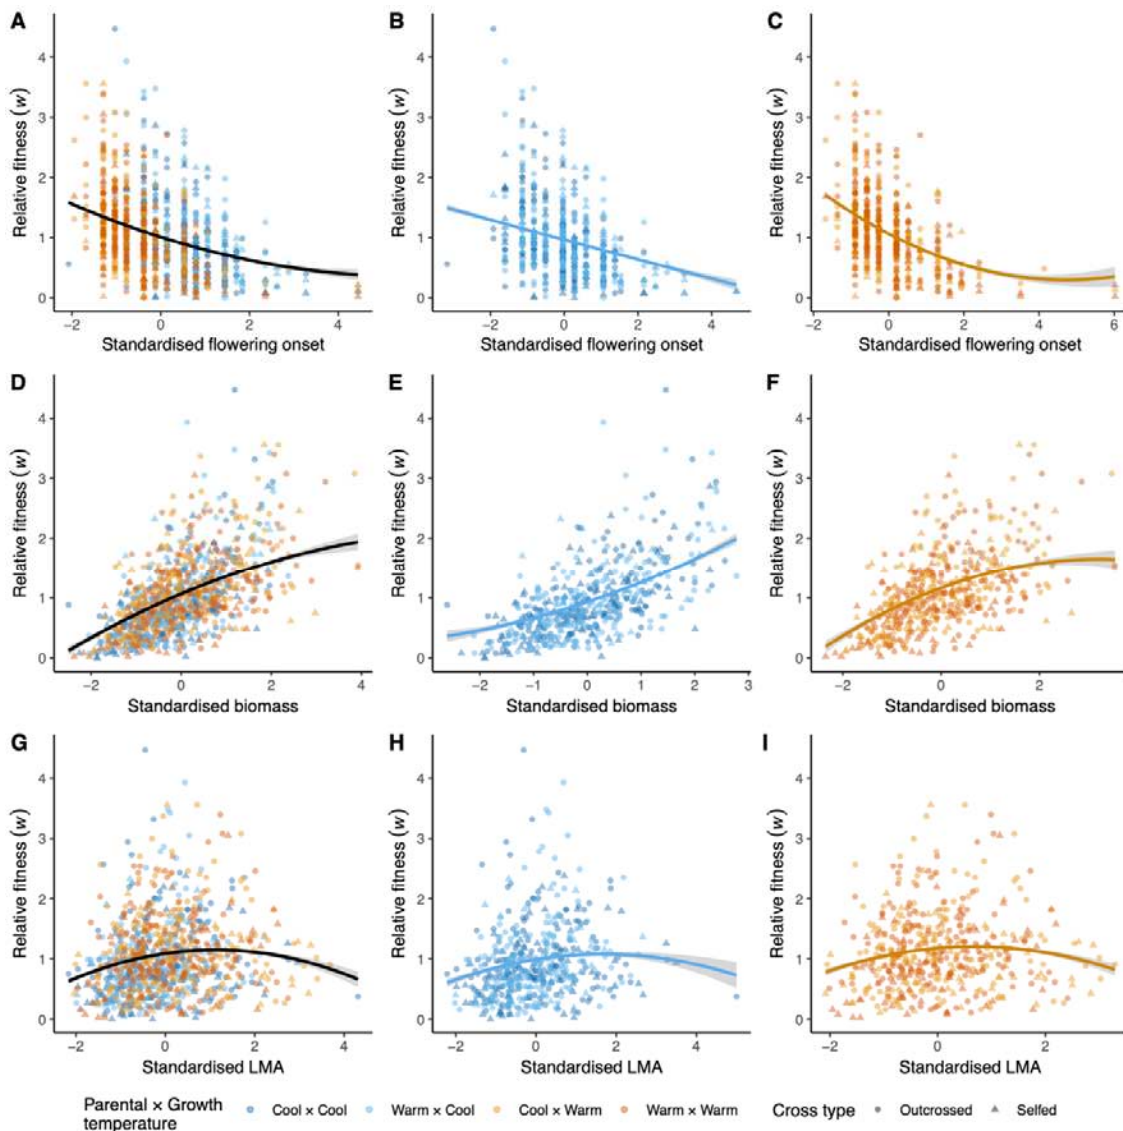 A
B
C
Relative fitness (w)
Relative fitness (w)
Relative fitness (w)
4
3
2
1
0
4
3
2
1
0
4
3
2
1
0
−2 0 2 4
−2 0 2 4
−2 0 2 4 6
Standardised flowering onset
Standardised flowering onset
Standardised flowering onset
D
E
F
Relative fitness (w)
Relative fitness (w)
Relative fitness (w)
4
3
2
1
0
4
3
2
1
0
4
3
2
1
0
−2 0 2 4
−2 −1 0 1 2 3
−2 0 2
Standardised biomass
Standardised biomass
Standardised biomass
G
H
I
Relative fitness (w)
Relative fitness (w)
Relative fitness (w)
4
3
2
1
0
4
3
2
1
0
4
3
2
1
0
−2 0 2 4
−2 0 2 4
−2 0 2
Standardised LMA
Standardised LMA
Standardised LMA
Parental × Growth
temperature
Cool × Cool
Warm × Cool
Cool × Warm
Warm × Warm
Cross type
Outcrossed
Selfed